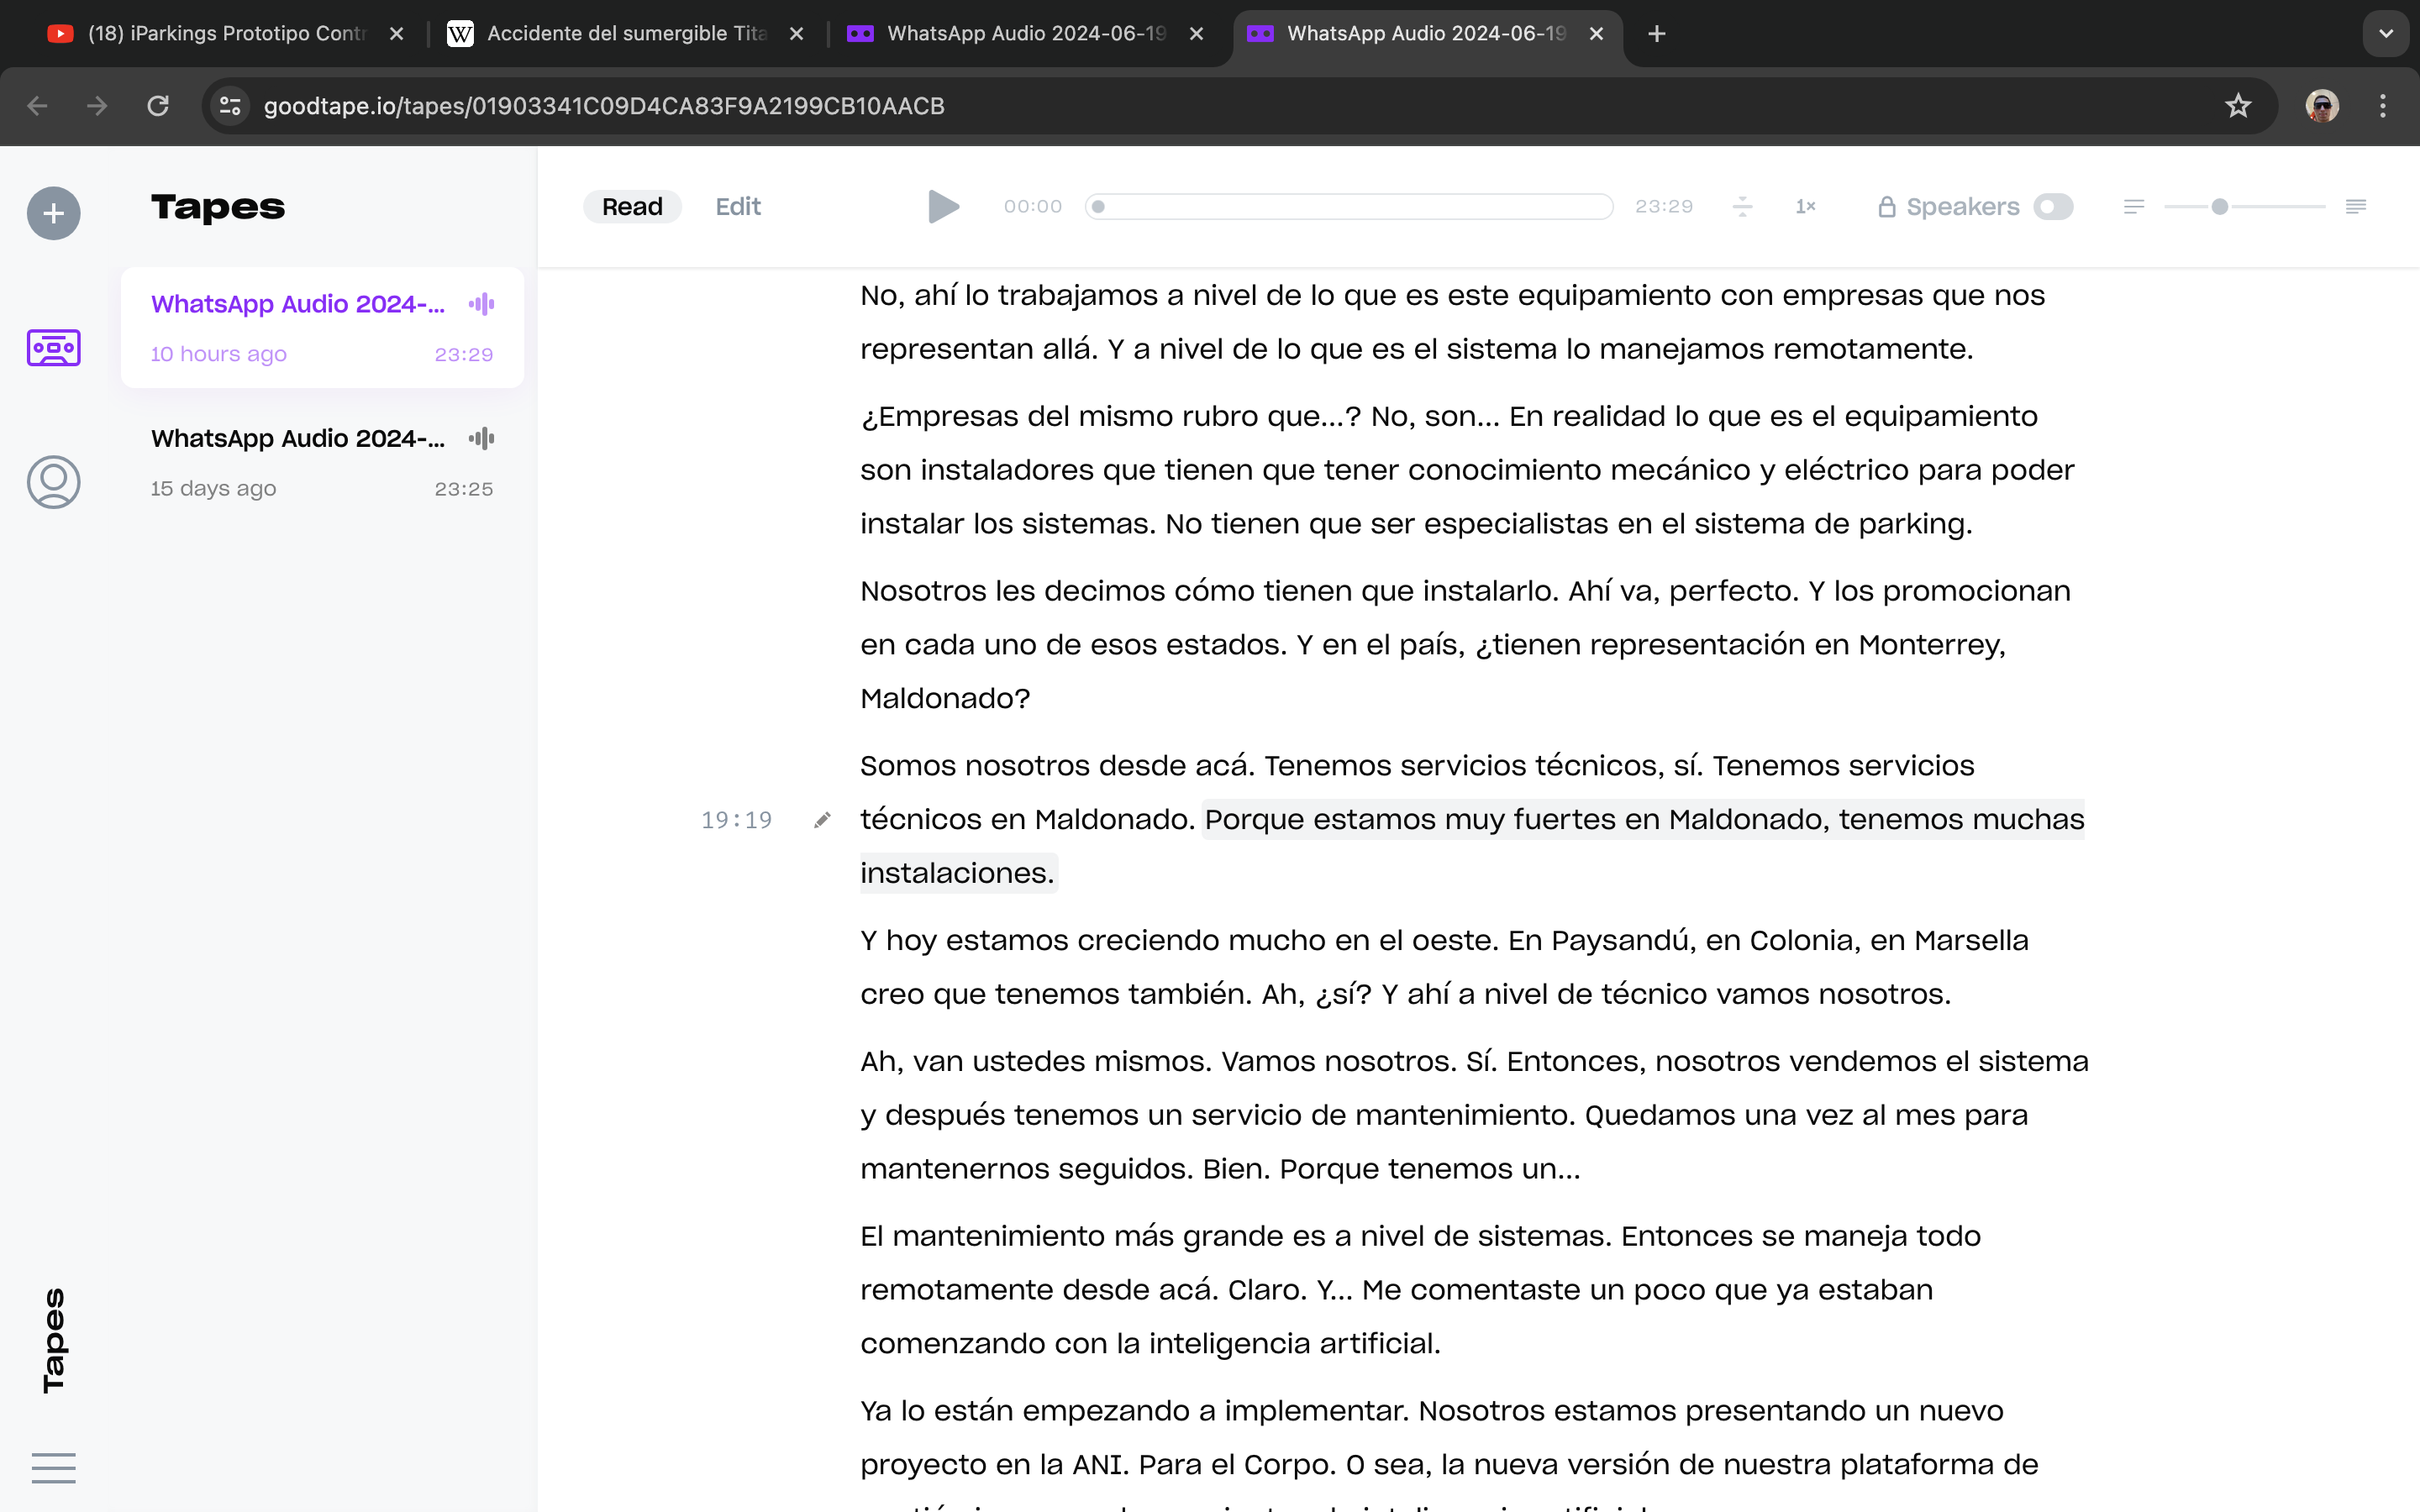 (18) iParkings Prototipo Contr
Accidente del sumergible Tita
WhatsApp Audio 2024-06-19
WhatsApp Audio 2024-06-19
goodtape.io/tapes/01903341C09D4CA83F9A2199CB10AACB
Tapes
WhatsApp Audio 2024-...
10 hours ago 23:29
WhatsApp Audio 2024-...
15 days ago 23:25
Tapes
Read Edit 00:00 23:29 1× Speakers
No, ahí lo trabajamos a nivel de lo que es este equipamiento con empresas que nos
representan allá. Y a nivel de lo que es el sistema lo manejamos remotamente.
¿Empresas del mismo rubro que...? No, son... En realidad lo que es el equipamiento
son instaladores que tienen que tener conocimiento mecánico y eléctrico para poder
instalar los sistemas. No tienen que ser especialistas en el sistema de parking.
Nosotros les decimos cómo tienen que instalarlo. Ahí va, perfecto. Y los promocionan
en cada uno de esos estados. Y en el país, ¿tienen representación en Monterrey,
Maldonado?
Somos nosotros desde acá. Tenemos servicios técnicos, sí. Tenemos servicios
19:19 técnicos en Maldonado. Porque estamos muy fuertes en Maldonado, tenemos muchas
instalaciones.
Y hoy estamos creciendo mucho en el oeste. En Paysandú, en Colonia, en Marsella
creo que tenemos también. Ah, ¿sí? Y ahí a nivel de técnico vamos nosotros.
Ah, van ustedes mismos. Vamos nosotros. Sí. Entonces, nosotros vendemos el sistema
y después tenemos un servicio de mantenimiento. Quedamos una vez al mes para
mantenernos seguidos. Bien. Porque tenemos un...
El mantenimiento más grande es a nivel de sistemas. Entonces se maneja todo
remotamente desde acá. Claro. Y... Me comentaste un poco que ya estaban
comenzando con la inteligencia artificial.
Ya lo están empezando a implementar. Nosotros estamos presentando un nuevo
proyecto en la ANI. Para el Corpo. O sea, la nueva versión de nuestra plataforma de